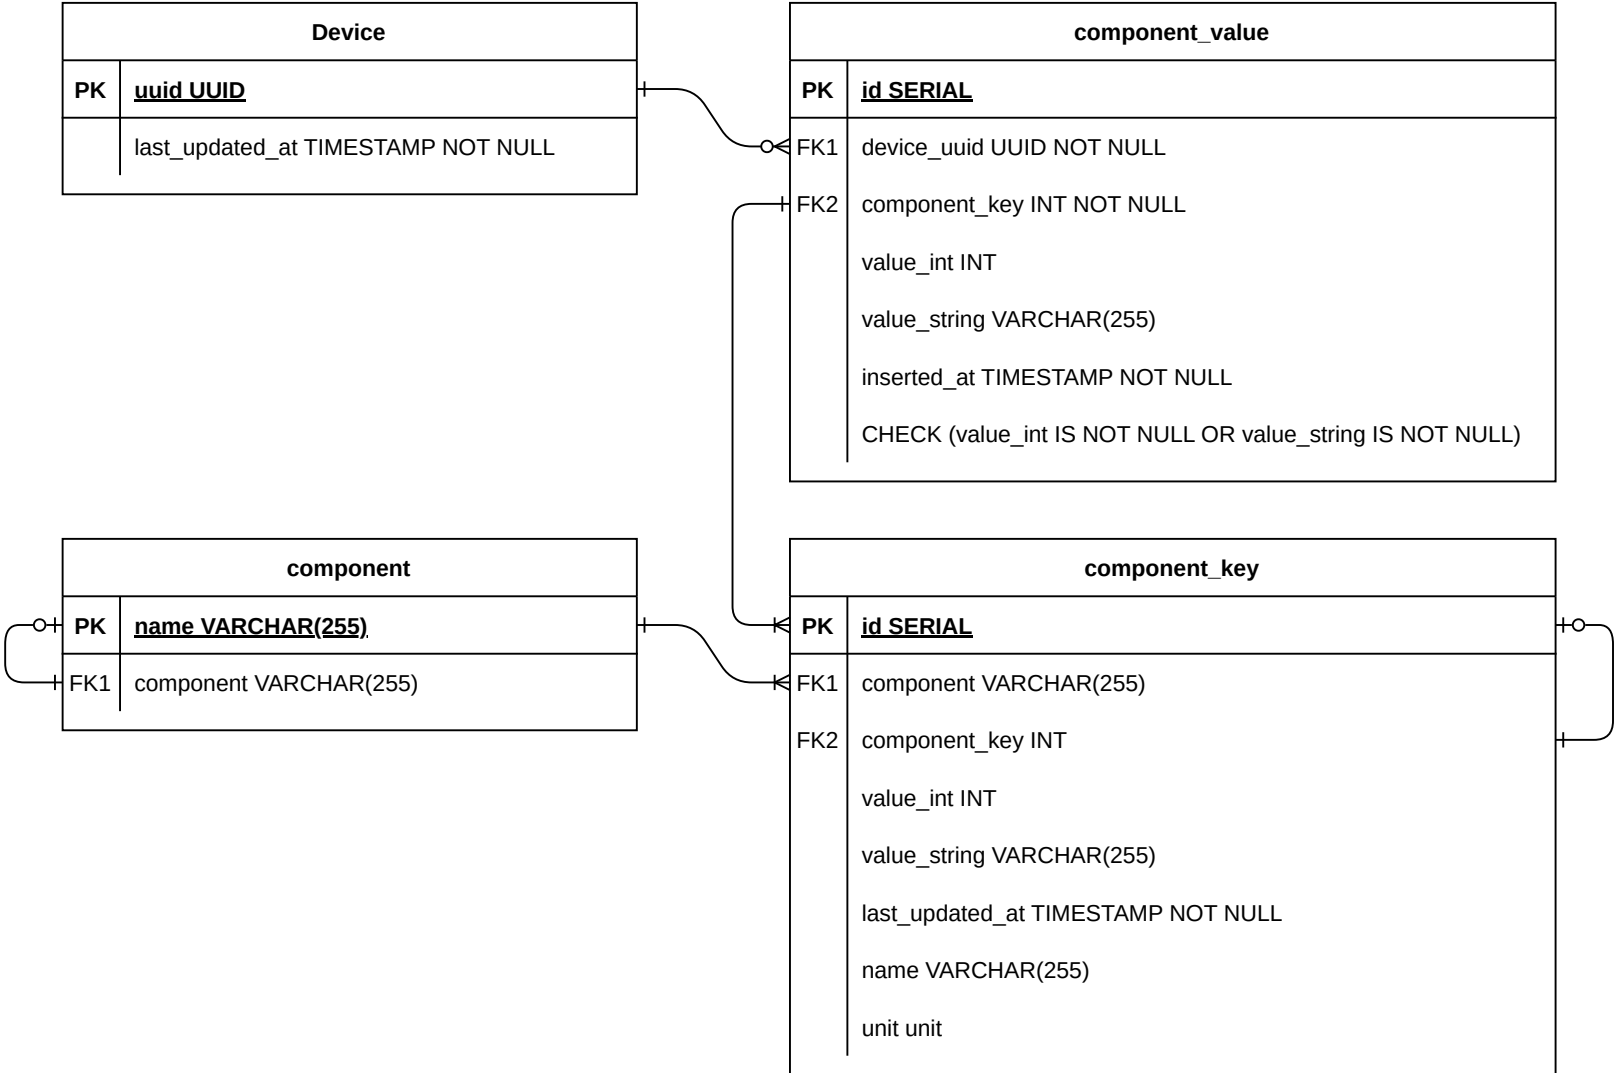 Device
PK uuid UUID
last_updated_at TIMESTAMP NOT NULL
component_value
PK id SERIAL
FK1 device_uuid UUID NOT NULL
FK2 component_key INT NOT NULL
value_int INT
value_string VARCHAR(255)
inserted_at TIMESTAMP NOT NULL
CHECK (value_int IS NOT NULL OR value_string IS NOT NULL)
component
PK name VARCHAR(255)
FK1 component VARCHAR(255)
component_key
PK id SERIAL
FK1 component VARCHAR(255)
FK2 component_key INT
value_int INT
value_string VARCHAR(255)
last_updated_at TIMESTAMP NOT NULL
name VARCHAR(255)
unit unit